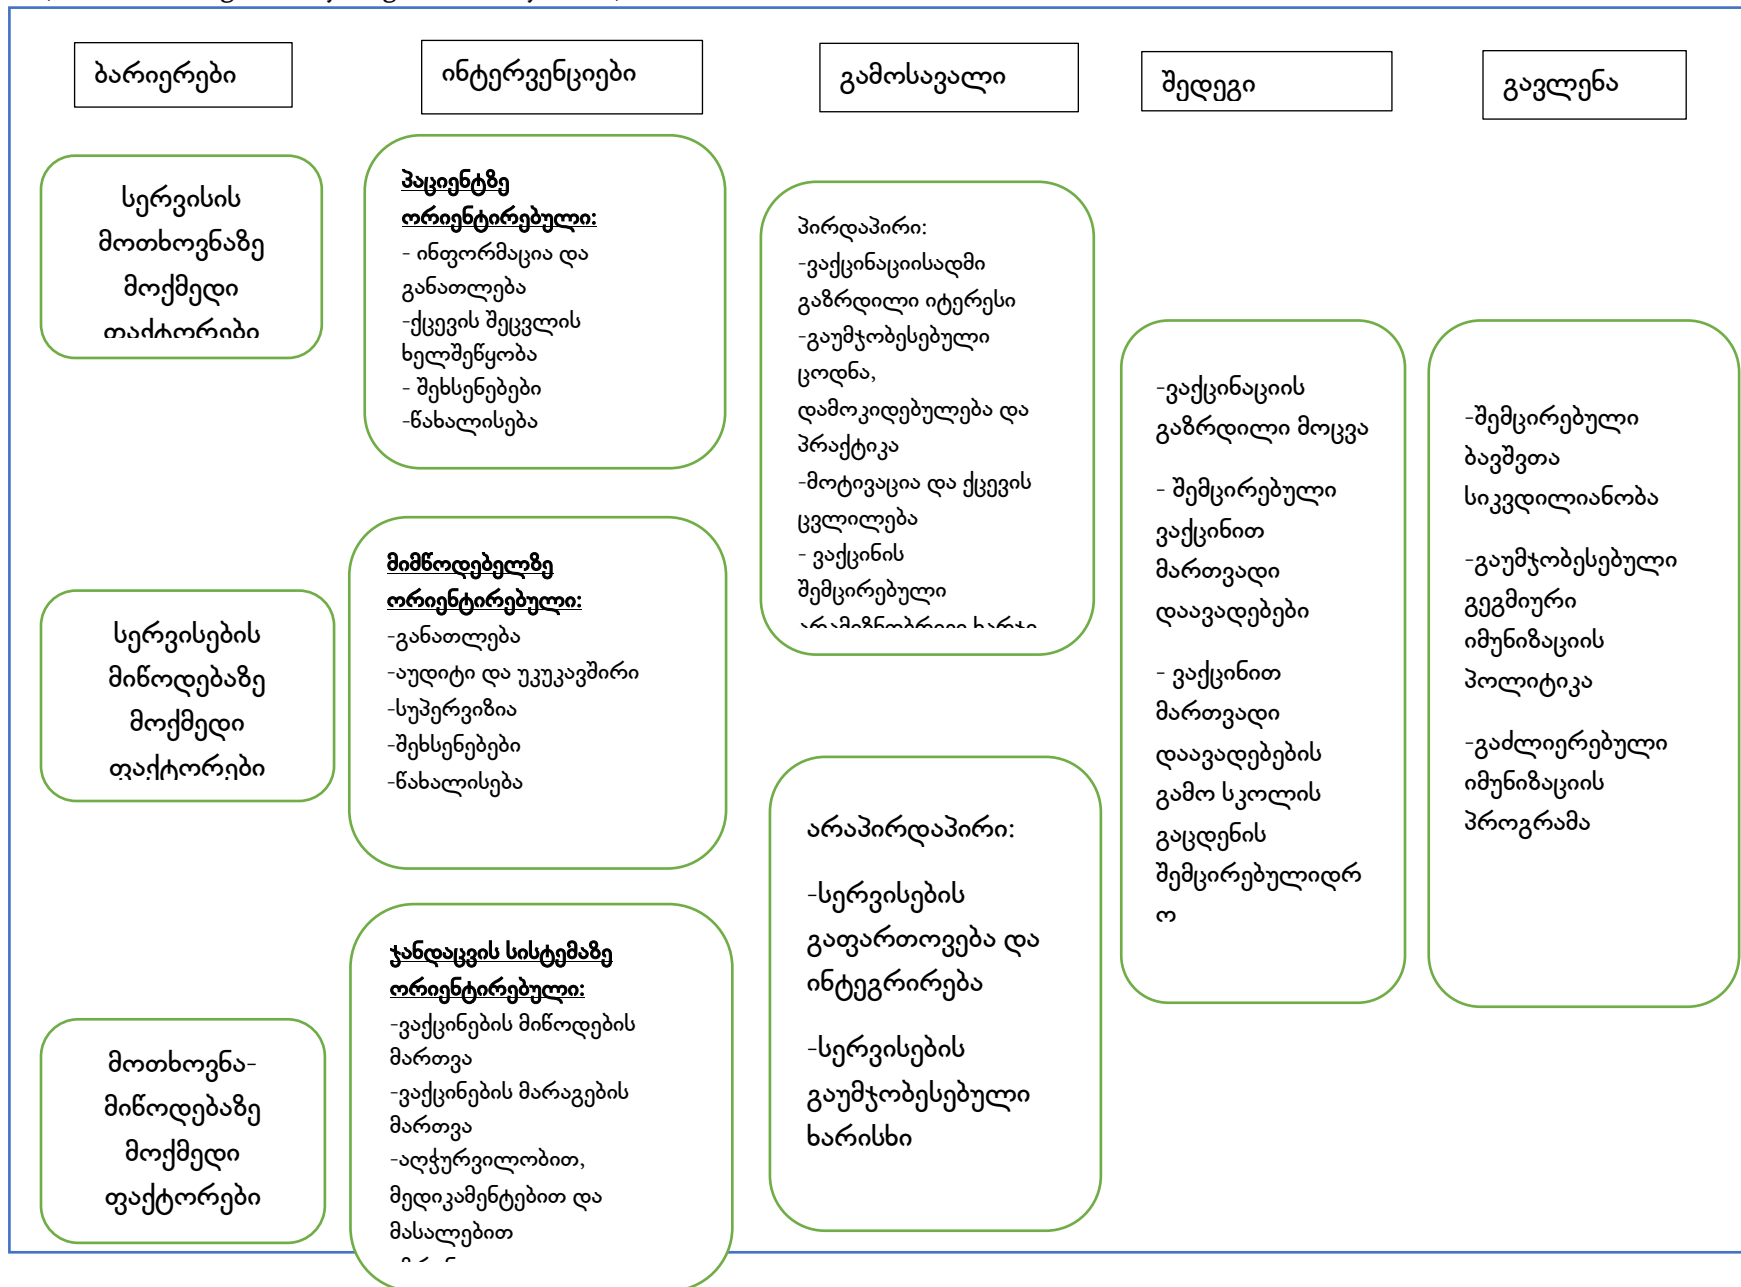 ბარიერები
ინტერვენციები
გამოსავალი
შედეგი
გავლენა
სერვისის
მოთხოვნაზე
მოქმედი
ფაქტორები
სერვისების
მიწოდებაზე
მოქმედი
ფაქტორები
მოთხოვნა-
მიწოდებაზე
მოქმედი
ფაქტორები
პაციენტზე
ორიენტირებული:
- ინფორმაცია და
განათლება
-ქცევის შეცვლის
ხელშეწყობა
- შეხსენებები
-წახალისება
მიმწოდებელზე
ორიენტირებული:
-განათლება
-აუდიტი და უკუკავშირი
-სუპერვიზია
-შეხსენებები
-წახალისება
ჯანდაცვის სისტემაზე
ორიენტირებული:
-ვაქცინების მიწოდების
მართვა
-ვაქცინების მარაგების
მართვა
-აღჭურვილობით,
მედიკამენტებით და
მასალებით
პირდაპირი:
-ვაქცინაციისადმი
გაზრდილი იტერესი
-გაუმჯობესებული
ცოდნა,
დამოკიდებულება და
პრაქტიკა
-მოტივაცია და ქცევის
ცვლილება
- ვაქცინის
შემცირებული
არაპირდაპირი:
-სერვისების
გაფართოვება და
ინტეგრირება
-სერვისების
გაუმჯობესებული
ხარისხი
-ვაქცინაციის
გაზრდილი მოცვა
- შემცირებული
ვაქცინით
მართვადი
დაავადებები
- ვაქცინით
მართვადი
დაავადებების
გამო სკოლის
გაცდენის
შემცირებულიდრ
ო
-შემცირებული
ბავშვთა
სიკვდილიანობა
-გაუმჯობესებული
გეგმიური
იმუნიზაციის
პოლიტიკა
-გაძლიერებული
იმუნიზაციის
პროგრამა